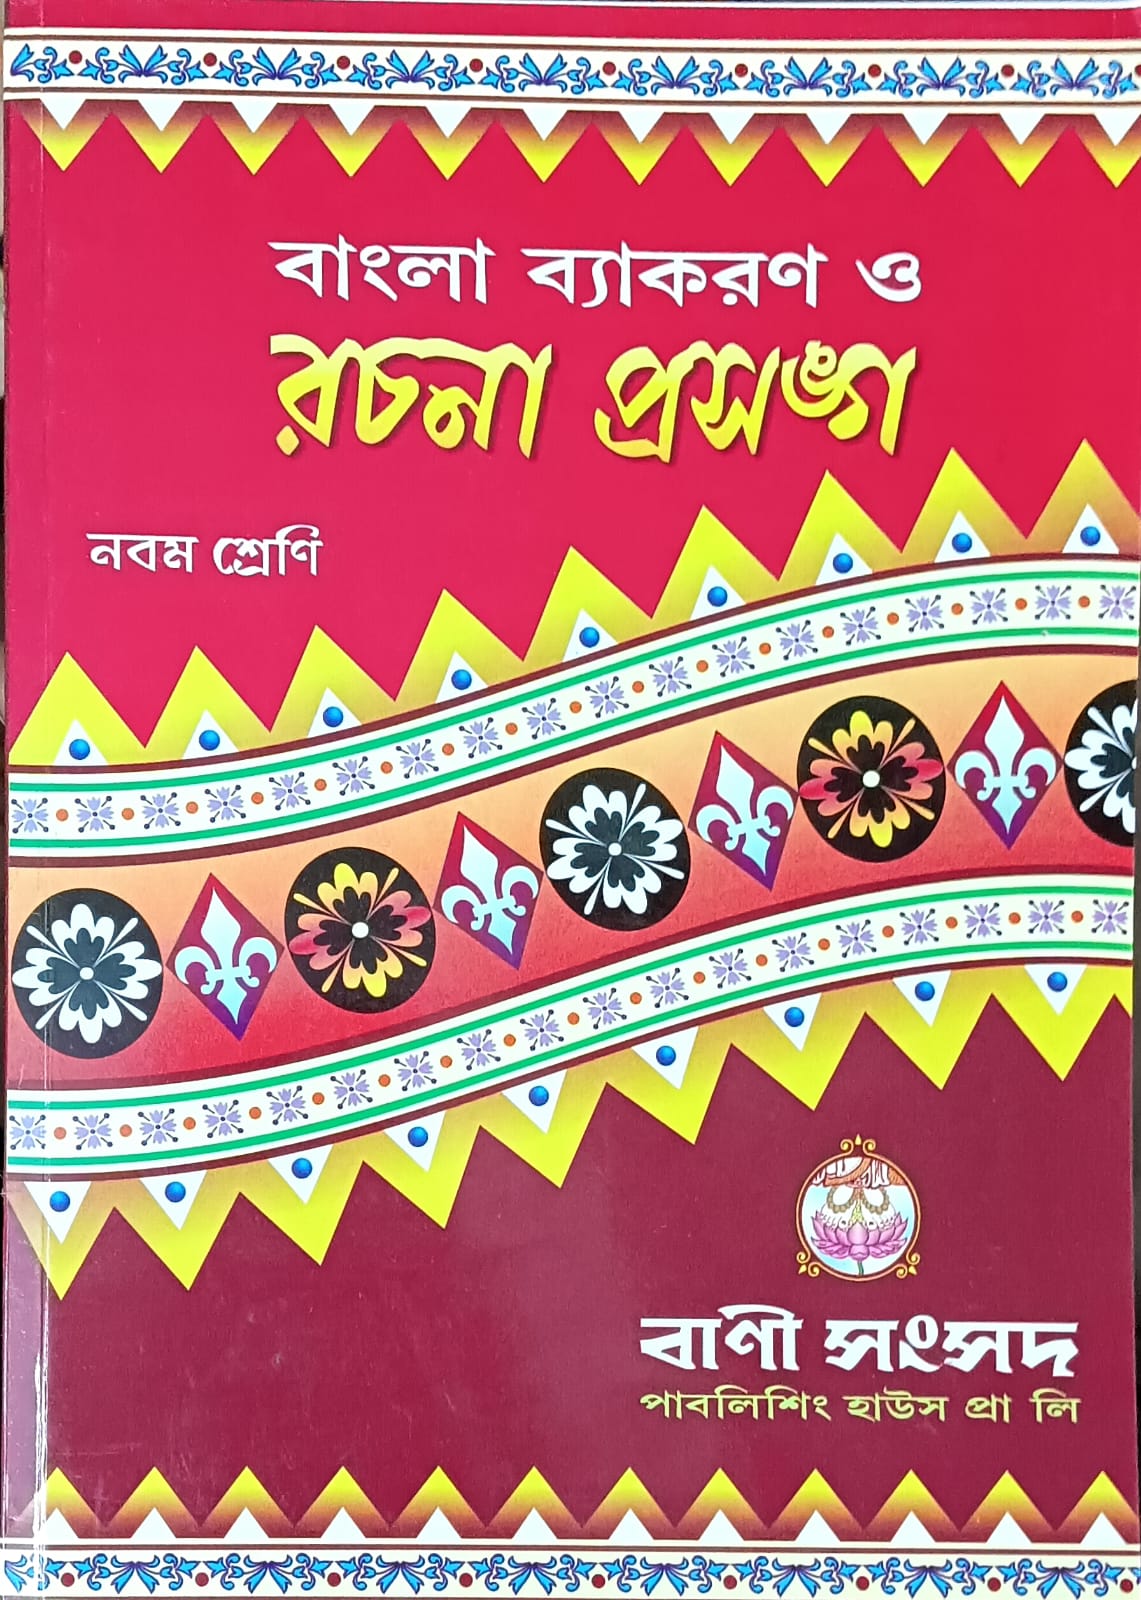 বাংলা ব্যাকরণ ও
রচনা প্রসঙ্গ
নবম শ্রেণি
বাণী সংসদ
পাবলিশিং হাউস প্রা লি